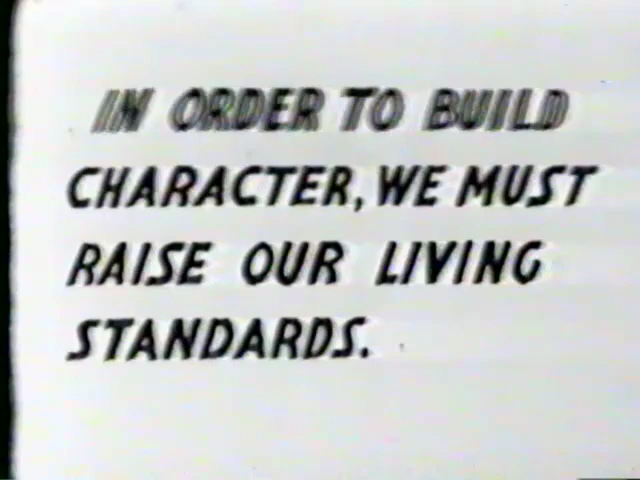 IN ORDER TO BUILD
CHARACTER, WE MUST
RAISE OUR LIVING
STANDARDS.